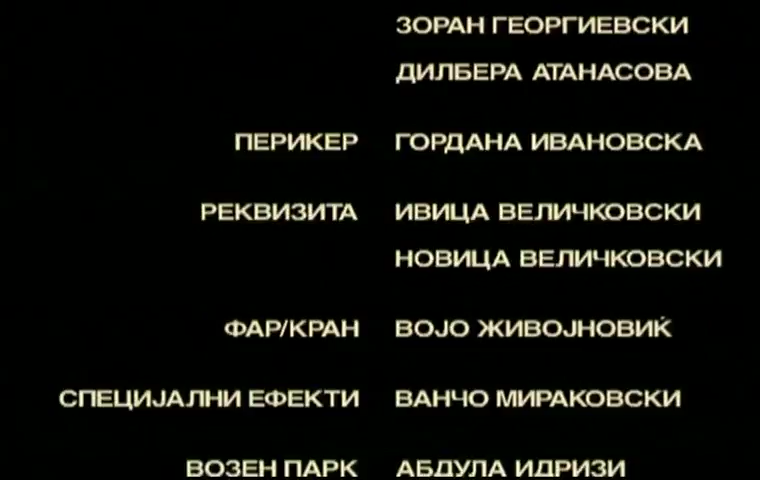 ЗОРАН ГЕОРГИЕВСКИ
ДИЛБЕРА АТАНАСОВА
ПЕРИКЕР ГОРДАНА ИВАНОВСКА
РЕКВИЗИТА ИВИЦА ВЕЛИЧКОВСКИ
НОВИЦА ВЕЛИЧКОВСКИ
ФАР/КРАН ВОЈО ЖИВОЈНОВИЌ
СПЕЦИЈАЛНИ ЕФЕКТИ ВАНЧО МИРАКОВСКИ
ВОЗЕН ПАРК АБДУЛА ИДРИЗИ